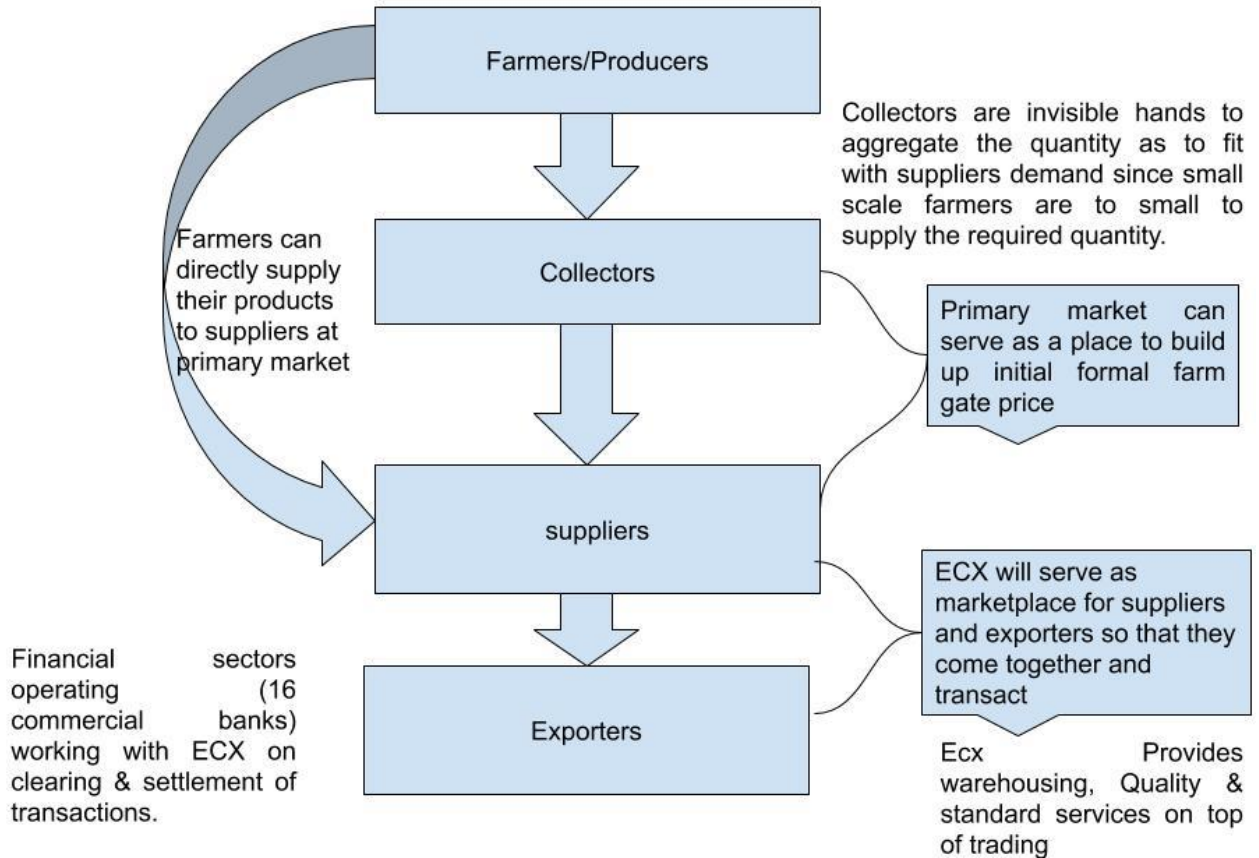 Farmers/Producers
Collectors are invisible hands to
aggregate the quantity as to fit
with suppliers demand since small
scale farmers are to small to
supply the required quantity.
Farmers can
directly supply
their products
to suppliers at
primary market
Collectors
Primary market can
serve as a place to build
up initial formal farm
gate price
suppliers
ECX will serve as
marketplace for suppliers
and exporters so that they
come together and
transact
Financial sectors
operating (16
commercial banks)
working with ECX on
clearing & settlement of
transactions.
Exporters
Ecx Provides
warehousing, Quality &
standard services on top
of trading